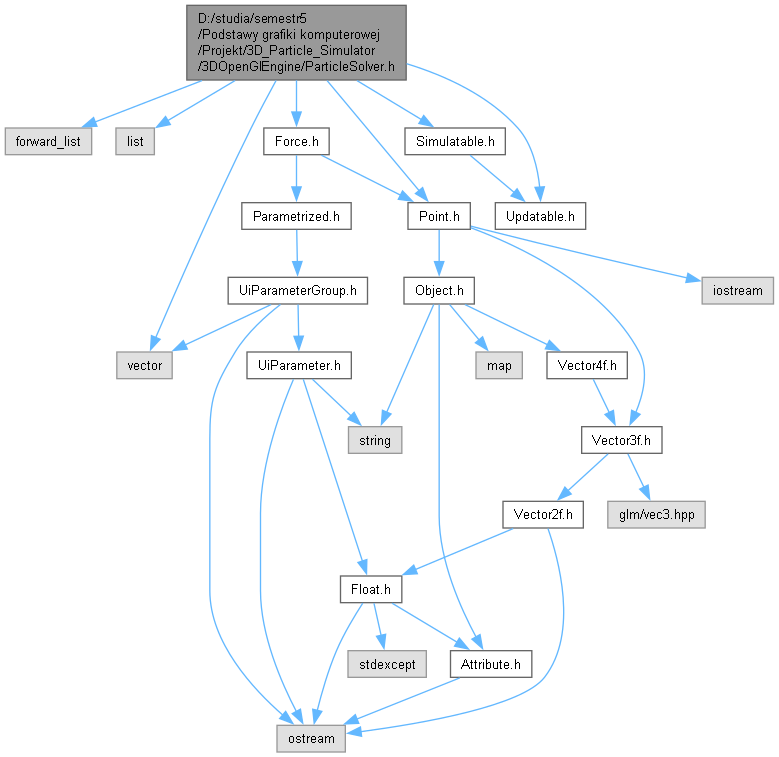 D:/studia/semestr5
/Podstawy grafiki komputerowej
/Projekt/3D_Particle_Simulator
/3DOpenGlEngine/ParticleSolver.h
forward_list
list
Force.h
Simulatable.h
Parametrized.h
Point.h
Updatable.h
UiParameterGroup.h
Object.h
iostream
vector
UiParameter.h
map
Vector4f.h
string
Vector3f.h
Vector2f.h
glm/vec3.hpp
Float.h
stdexcept
Attribute.h
ostream